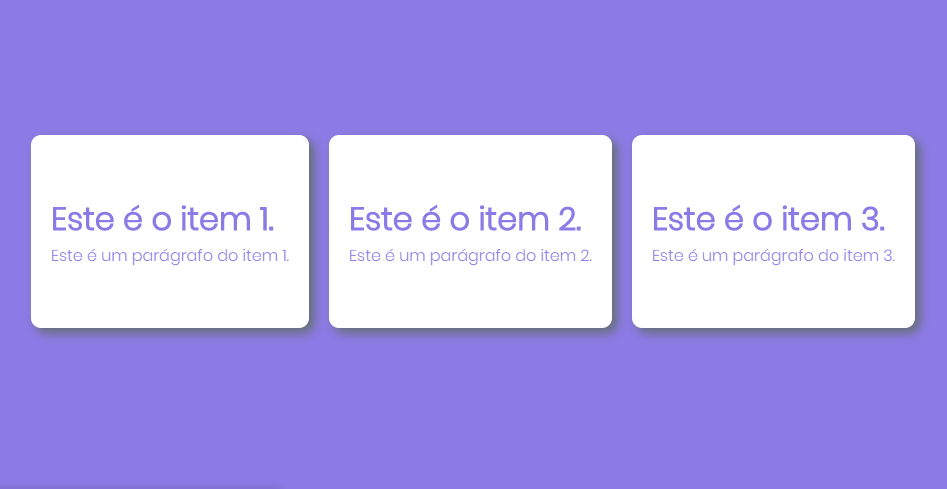 Este é o item 1.
Este é um parágrafo do item 1.
Este é o item 2.
Este é um parágrafo do item 2.
Este é o item 3.
Este é um parágrafo do item 3.